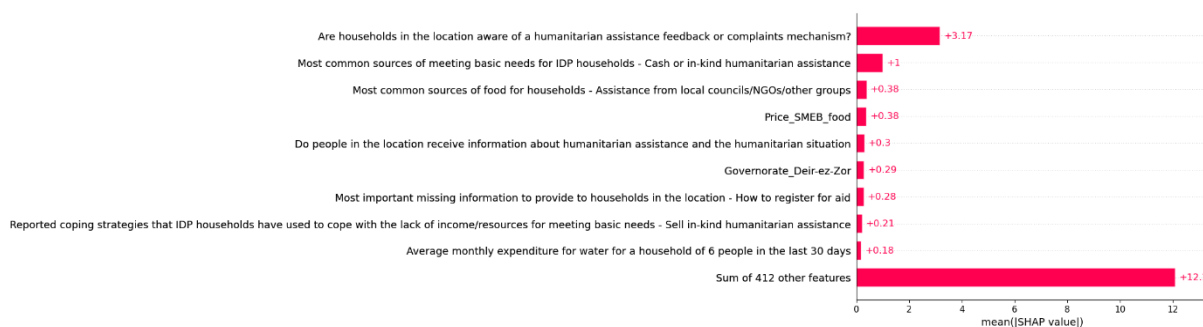 Are households in the location aware of a humanitarian assistance feedback or complaints mechanism? +3.17
Most common sources of meeting basic needs for IDP households - Cash or in-kind humanitarian assistance +1
Most common sources of food for households - Assistance from local councils/NGOs/other groups +0.38
Price_SMEB_food +0.38
Do people in the location receive information about humanitarian assistance and the humanitarian situation +0.3
Governorate_Deir-ez-Zor +0.29
Most important missing information to provide to households in the location - How to register for aid +0.28
Reported coping strategies that IDP households have used to cope with the lack of income/resources for meeting basic needs - Sell in-kind humanitarian assistance +0.21
Average monthly expenditure for water for a household of 6 people in the last 30 days +0.18
Sum of 412 other features
0 2 4 6 8 10 12
mean(|SHAP value|)